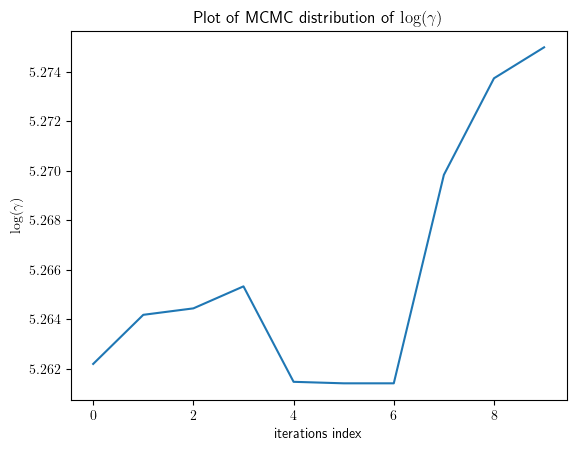 Plot of MCMC distribution of log(γ)
5.274
5.272
5.270
5.268
5.266
5.264
5.262
log(γ)
0 2 4 6 8
iterations index